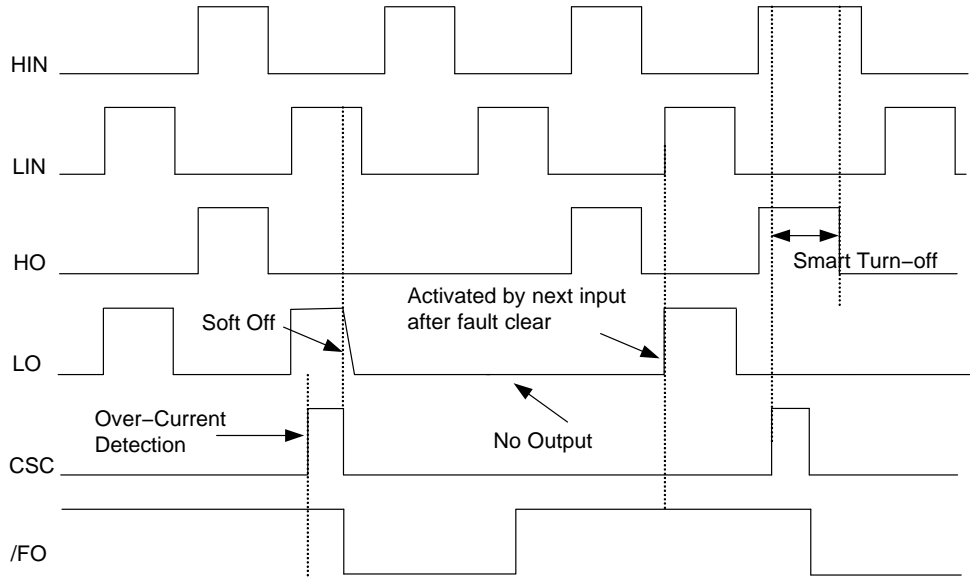 HIN
LIN
HO
Smart Turn−off
Activated by next input
after fault clear
Soft Off
LO
Over−Current
Detection
No Output
CSC
/FO